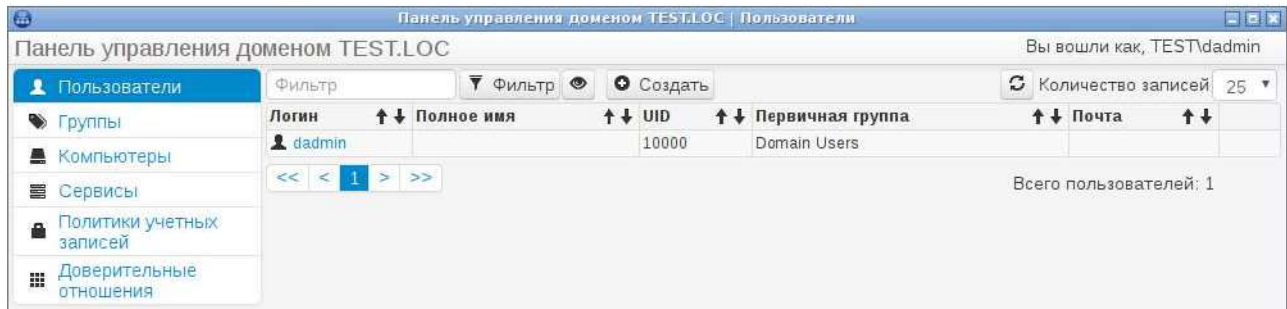 Панель управления доменом TEST.LOC | Пользователи
Панель управления доменом TEST.LOC
Вы вошли как, TEST\dadmin
Пользователи
Группы
Компьютеры
Сервисы
Политики учетных
записей
Доверительные
отношения
Фильтр Фильтр Создать Количество записей 25
Логин Полное имя UID Первичная группа Почта
dadmin 10000 Domain Users
<< < 1 > >>
Всего пользователей: 1